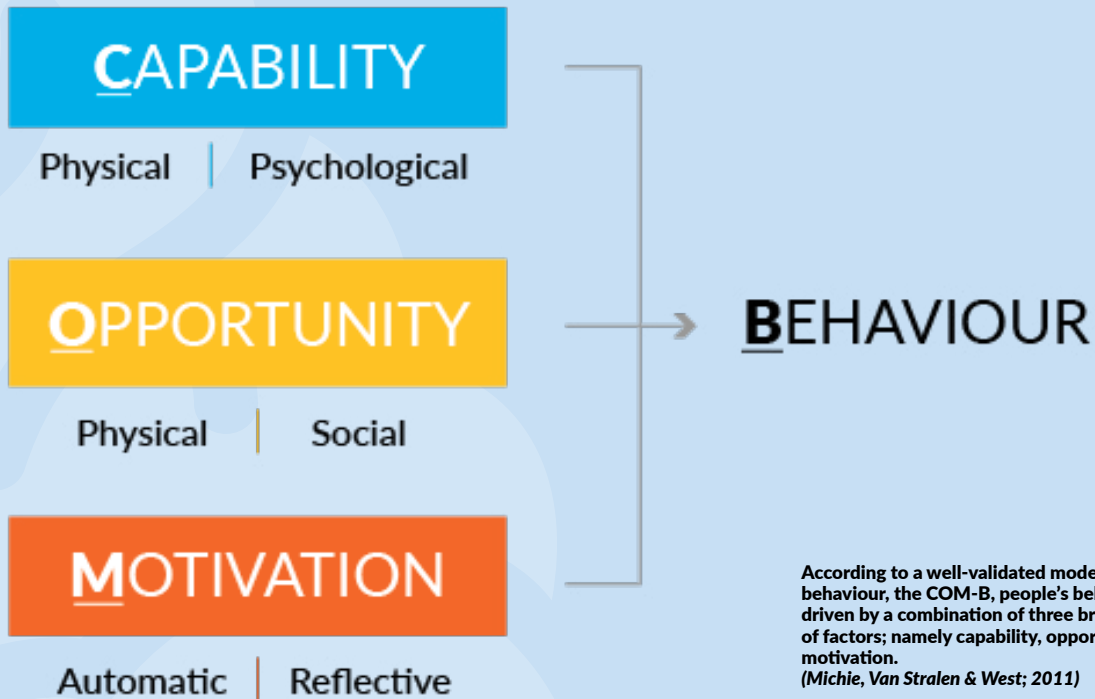 CAPABILITY
Physical | Psychological
OPPORTUNITY
Physical | Social
MOTIVATION
Automatic | Reflective
BEHAVIOUR
According to a well-validated
behaviour, the COM-B, people's
driven by a combination of three
of factors; namely capability,
motivation.
(Michie, Van Stralen & West; 2011)